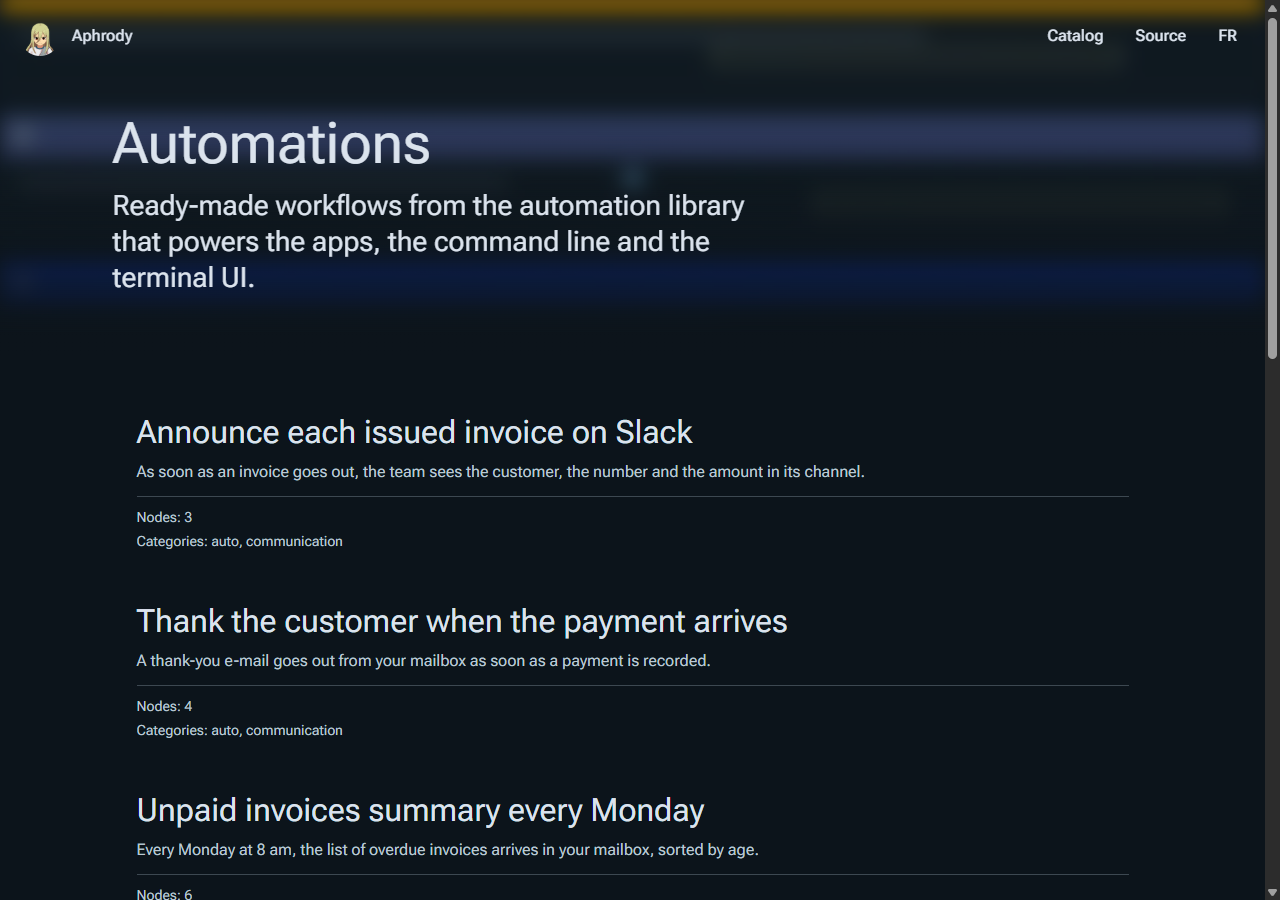 Aphrody
Catalog
Source
FR
Automations
Ready-made workflows from the automation library
that powers the apps, the command line and the
terminal UI.
Announce each issued invoice on Slack
As soon as an invoice goes out, the team sees the customer, the number and the amount in its channel.
Nodes: 3
Categories: auto, communication
Thank the customer when the payment arrives
A thank-you e-mail goes out from your mailbox as soon as a payment is recorded.
Nodes: 4
Categories: auto, communication
Unpaid invoices summary every Monday
Every Monday at 8 am, the list of overdue invoices arrives in your mailbox, sorted by age.
Nodes: 6